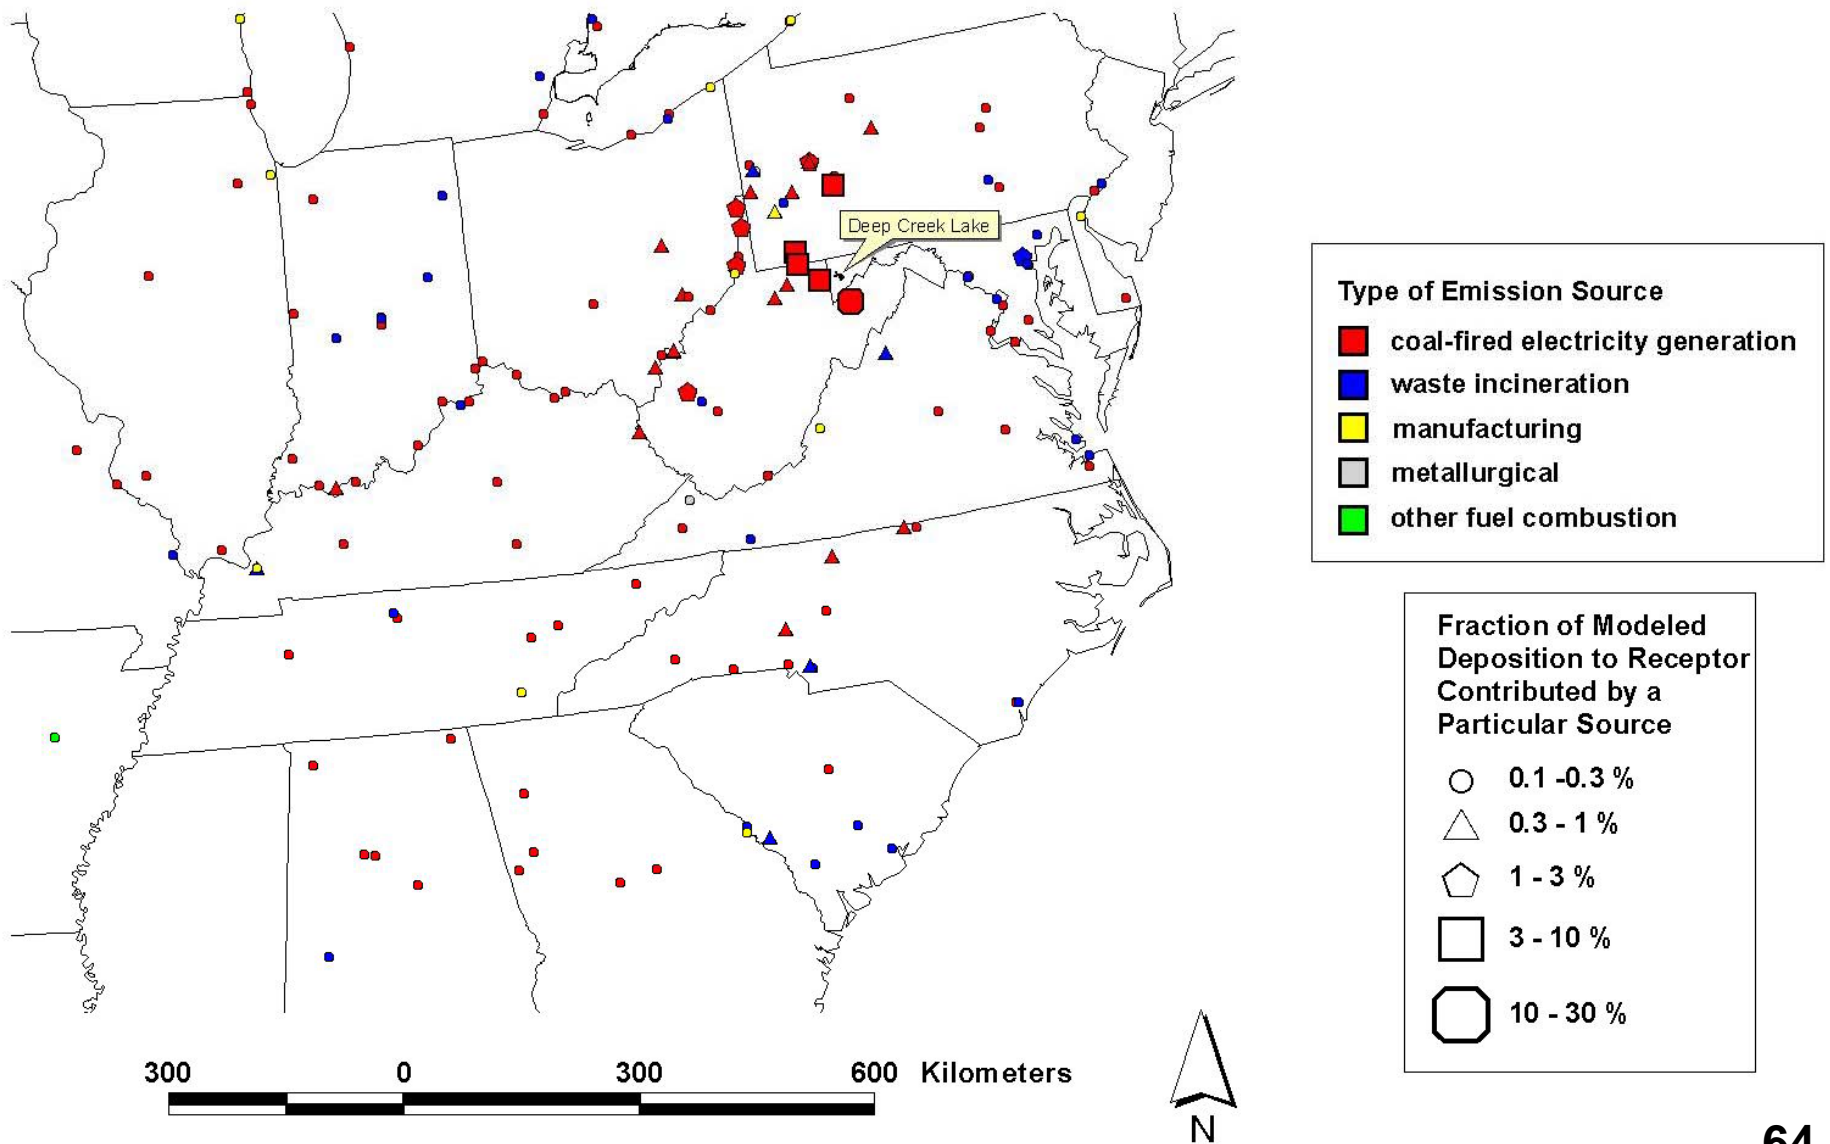 Deep Creek Lake
Type of Emission Source
coal-fired electricity generation
waste incineration
manufacturing
metallurgical
other fuel combustion
Fraction of Modeled
Deposition to Receptor
Contributed by a
Particular Source
0.1 -0.3 %
0.3 - 1 %
1 - 3 %
3 - 10 %
10 - 30 %
300 0 300 600 Kilometers
N
64